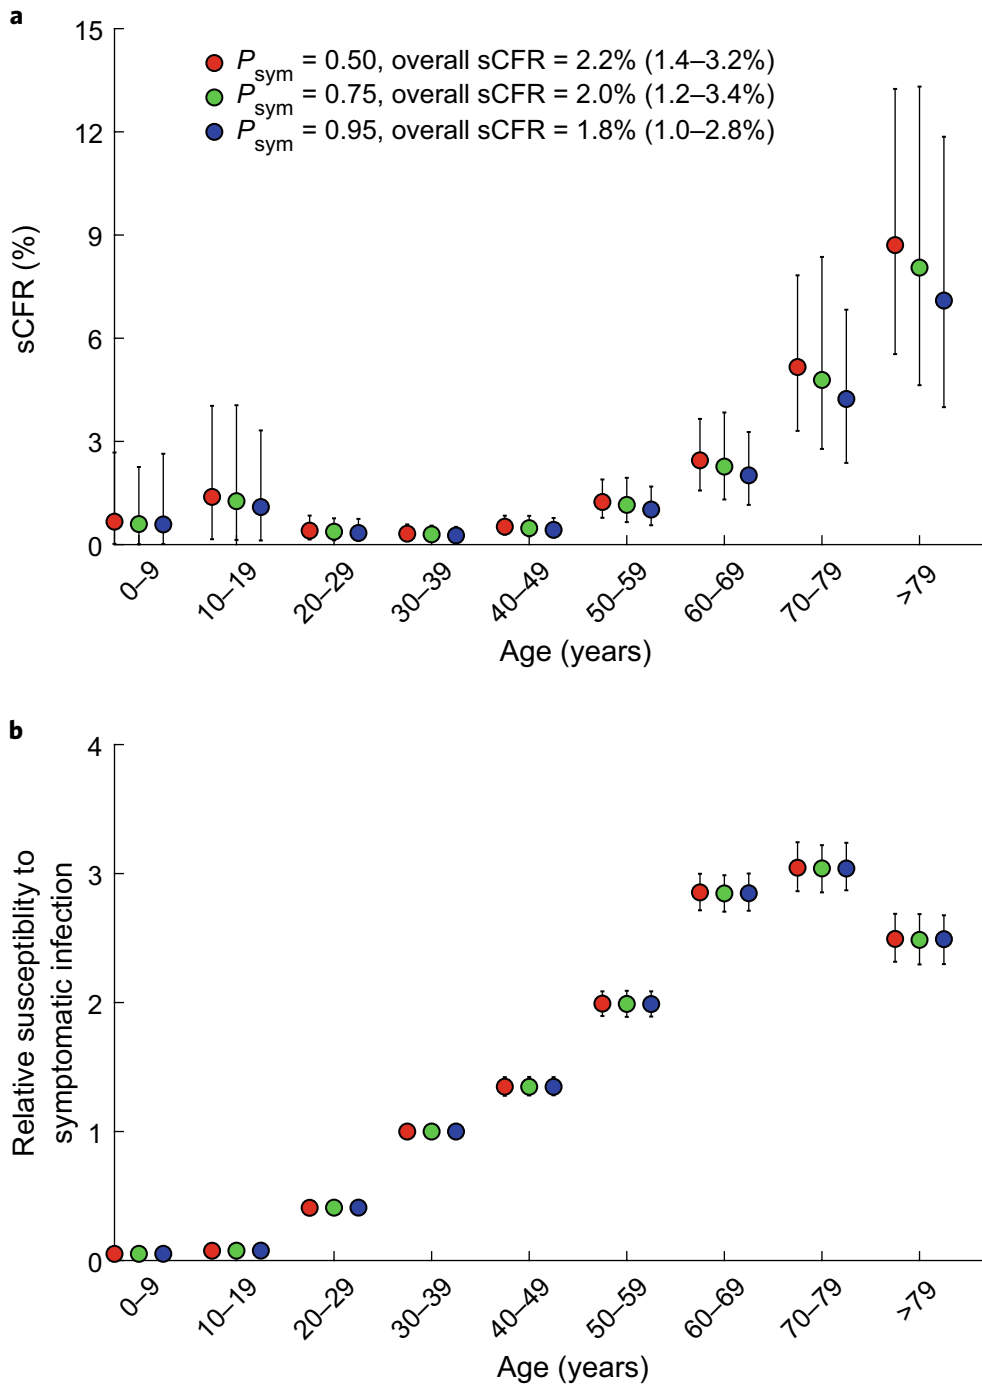 a
15
12
9
6
3
0
sCFR (%)
P_sym = 0.50, overall sCFR = 2.2% (1.4–3.2%)
P_sym = 0.75, overall sCFR = 2.0% (1.2–3.4%)
P_sym = 0.95, overall sCFR = 1.8% (1.0–2.8%)
0–9
10–19
20–29
30–39
40–49
50–59
60–69
70–79
>79
Age (years)
b
4
3
2
1
0
Relative susceptiblity to
symptomatic infection
0–9
10–19
20–29
30–39
40–49
50–59
60–69
70–79
>79
Age (years)